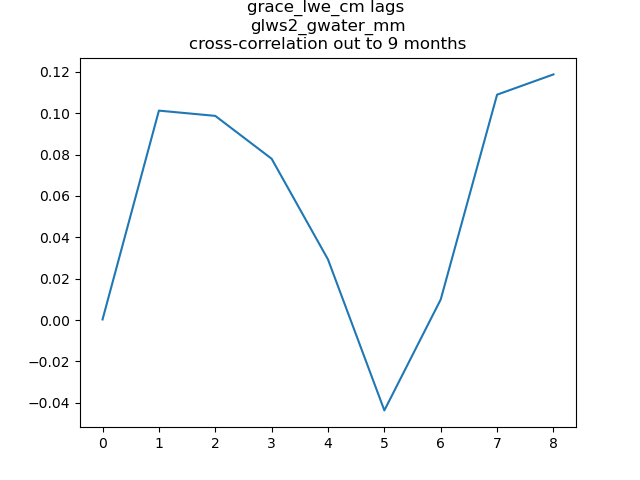 grace_lwe_cm lags
glws2_gwater_mm
cross-correlation out to 9 months
0.12
0.10
0.08
0.06
0.04
0.02
0.00
−0.02
−0.04
0 1 2 3 4 5 6 7 8